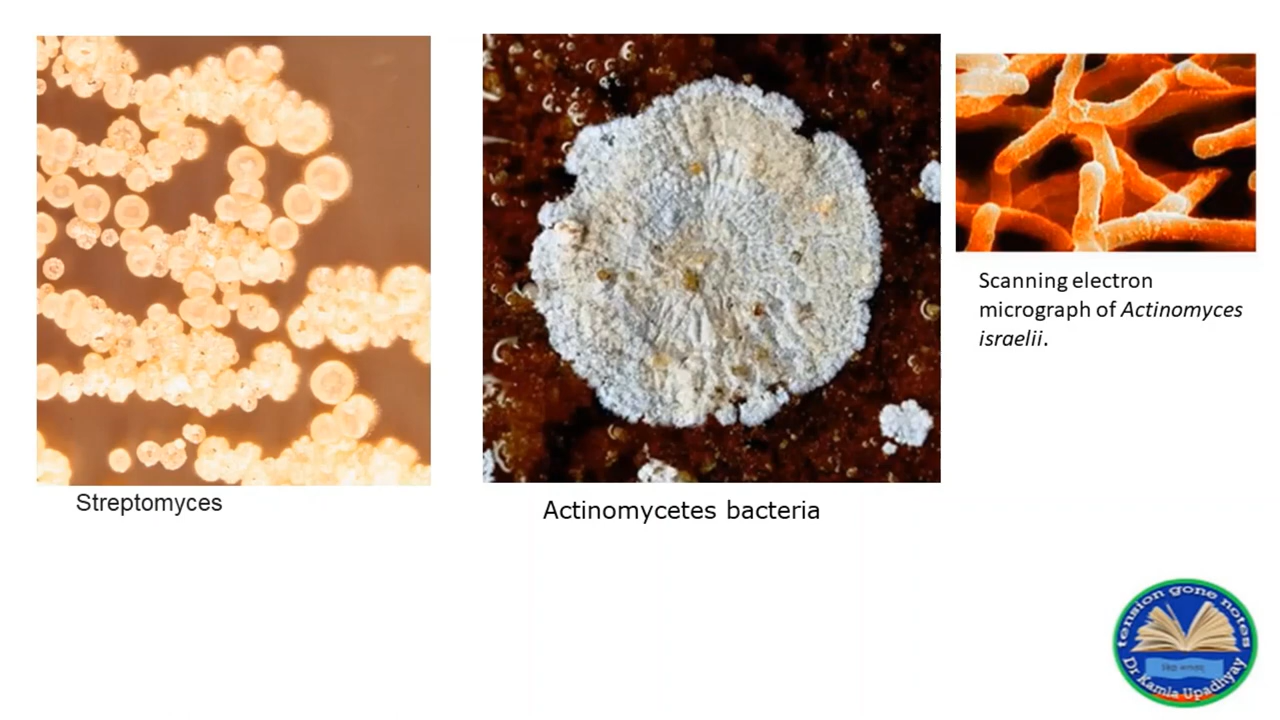 Streptomyces
Actinomycetes bacteria
Scanning electron
micrograph of Actinomyces
israelii.
tension gone notes
Dr Kamla Upadhyay